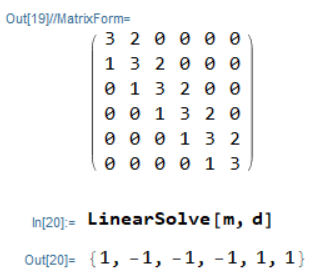 Out[19]//MatrixForm=
3 2 0 0 0 0
1 3 2 0 0 0
0 1 3 2 0 0
0 0 1 3 2 0
0 0 0 1 3 2
0 0 0 0 1 3
In[20]:= LinearSolve[m, d]
Out[20]= {1, -1, -1, -1, 1, 1}